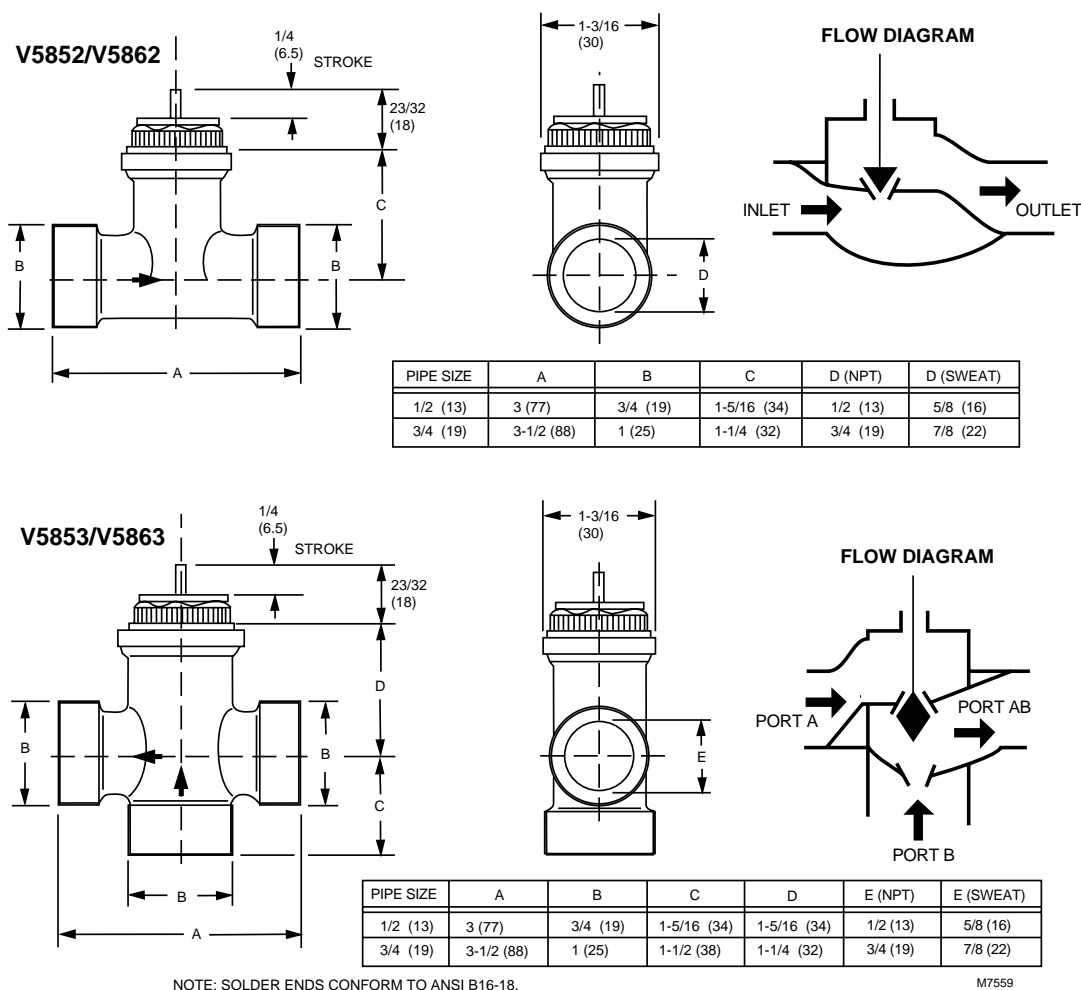 V5852/V5862
1/4
(6.5)
STROKE
23/32
(18)
C
B
B
A
1-3/16
(30)
D
FLOW DIAGRAM
INLET
OUTLET
PIPE SIZE A B C D (NPT) D (SWEAT)
1/2 (13) 3 (77) 3/4 (19) 1-5/16 (34) 1/2 (13) 5/8 (16)
3/4 (19) 3-1/2 (88) 1 (25) 1-1/4 (32) 3/4 (19) 7/8 (22)
V5853/V5863
1/4
(6.5)
STROKE
23/32
(18)
D
B
B
C
B
A
1-3/16
(30)
E
FLOW DIAGRAM
PORT A
PORT AB
PORT B
PIPE SIZE A B C D E (NPT) E (SWEAT)
1/2 (13) 3 (77) 3/4 (19) 1-5/16 (34) 1-5/16 (34) 1/2 (13) 5/8 (16)
3/4 (19) 3-1/2 (88) 1 (25) 1-1/2 (38) 1-1/4 (32) 3/4 (19) 7/8 (22)
NOTE: SOLDER ENDS CONFORM TO ANSI B16-18.
M7559